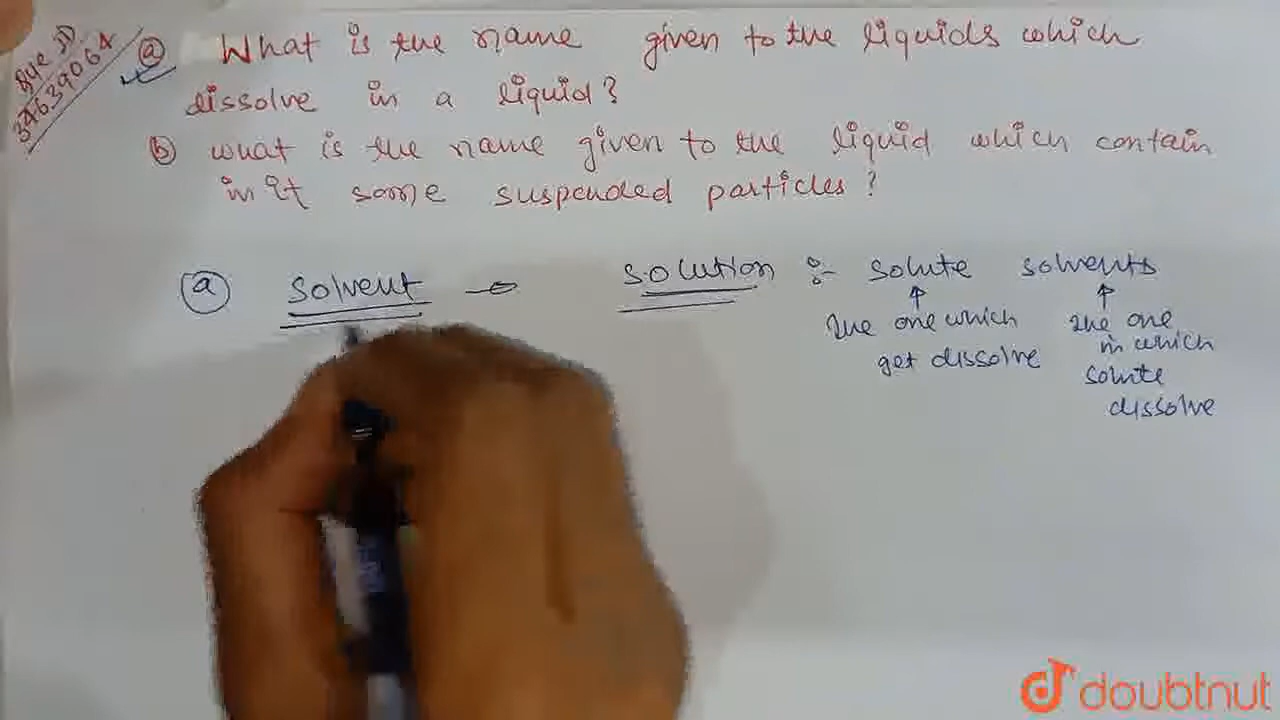 Que ID
34639064
a What is the name given to the liquids which
dissolve in a liquid?
b) what is the name given to the liquid which contain
in it some suspended particles?
a Solvent → solution :- solute solvents
↑ ↑
the one which the one
in which
get dissolve solute
dissolve
doubtnut